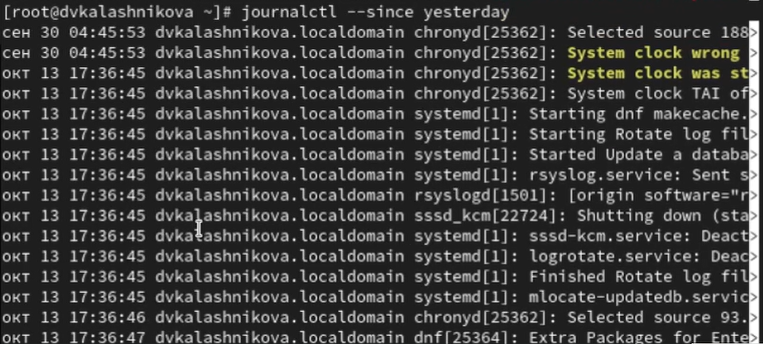 [root@dvkalashnikova ~]# journalctl --since yesterday
сен 30 04:45:53 dvkalashnikova.localdomain chronyd[25362]: Selected source 188>
сен 30 04:45:53 dvkalashnikova.localdomain chronyd[25362]: System clock wrong >
окт 13 17:36:45 dvkalashnikova.localdomain chronyd[25362]: System clock was st>
окт 13 17:36:45 dvkalashnikova.localdomain chronyd[25362]: System clock TAI of>
окт 13 17:36:45 dvkalashnikova.localdomain systemd[1]: Starting dnf makecache.>
окт 13 17:36:45 dvkalashnikova.localdomain systemd[1]: Starting Rotate log fil>
окт 13 17:36:45 dvkalashnikova.localdomain systemd[1]: Started Update a databa>
окт 13 17:36:45 dvkalashnikova.localdomain systemd[1]: rsyslog.service: Sent s>
окт 13 17:36:45 dvkalashnikova.localdomain rsyslogd[1501]: [origin software="r>
окт 13 17:36:45 dvkalashnikova.localdomain sssd_kcm[22724]: Shutting down (sta>
окт 13 17:36:45 dvkalashnikova.localdomain systemd[1]: sssd-kcm.service: Deact>
окт 13 17:36:45 dvkalashnikova.localdomain systemd[1]: logrotate.service: Deac>
окт 13 17:36:45 dvkalashnikova.localdomain systemd[1]: Finished Rotate log fil>
окт 13 17:36:45 dvkalashnikova.localdomain systemd[1]: mlocate-updatedb.servic>
окт 13 17:36:46 dvkalashnikova.localdomain chronyd[25362]: Selected source 93.>
окт 13 17:36:47 dvkalashnikova.localdomain dnf[25364]: Extra Packages for Ente>